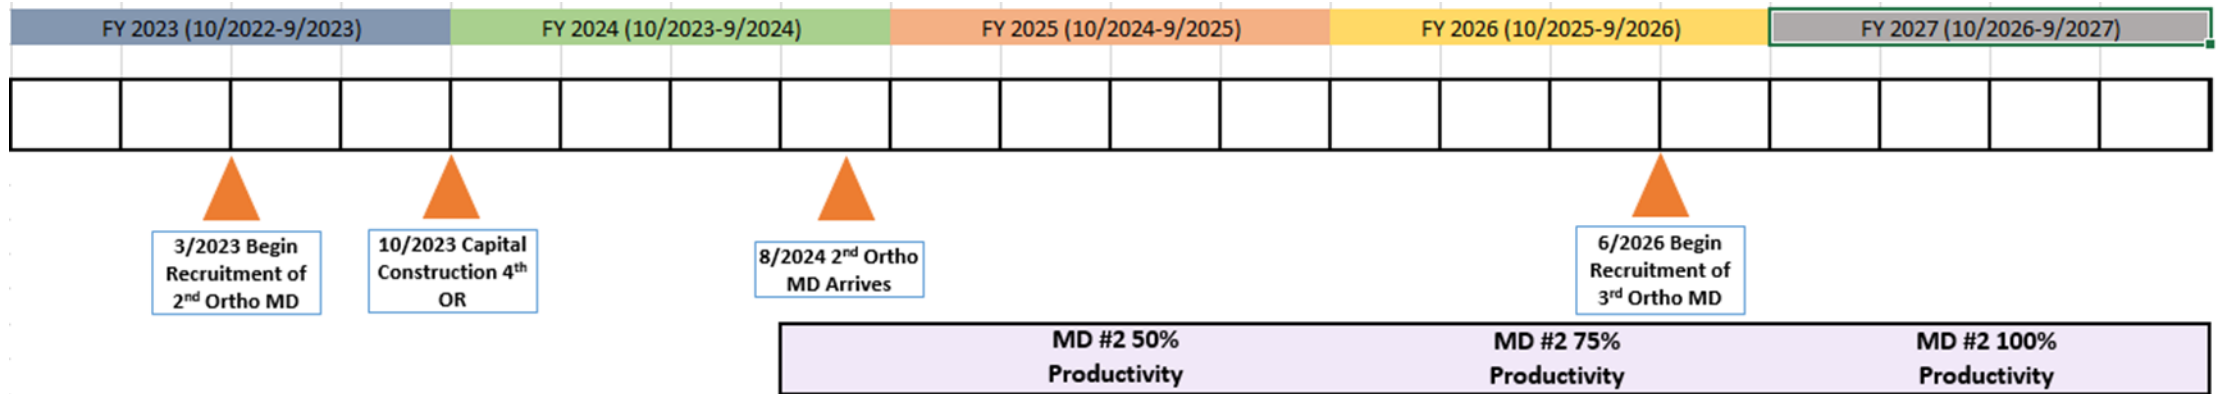 FY 2023 (10/2022-9/2023)
FY 2024 (10/2023-9/2024)
FY 2025 (10/2024-9/2025)
FY 2026 (10/2025-9/2026)
FY 2027 (10/2026-9/2027)
3/2023 Begin
Recruitment of
2nd Ortho MD
10/2023 Capital
Construction 4th
OR
8/2024 2nd Ortho
MD Arrives
6/2026 Begin
Recruitment of
3rd Ortho MD
MD #2 50%
Productivity
MD #2 75%
Productivity
MD #2 100%
Productivity